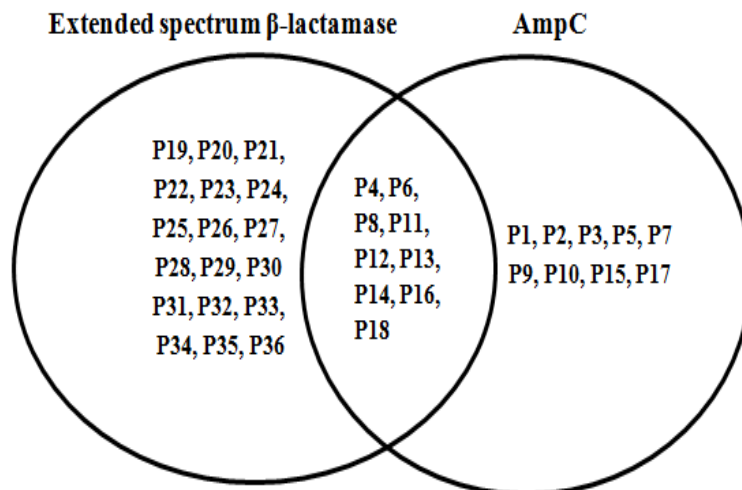 Extended spectrum β-lactamase
AmpC
P19, P20, P21,
P22, P23, P24,
P25, P26, P27,
P28, P29, P30
P31, P32, P33,
P34, P35, P36
P4, P6,
P8, P11,
P12, P13,
P14, P16,
P18
P1, P2, P3, P5, P7
P9, P10, P15, P17